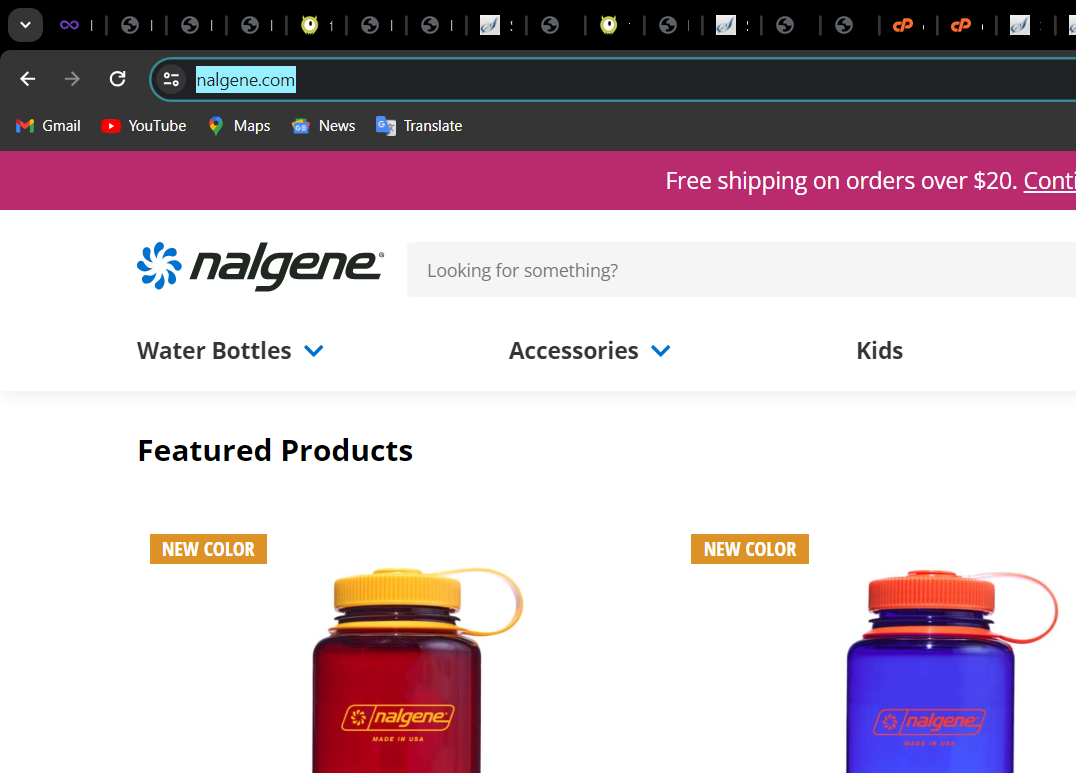 nalgene.com
Gmail YouTube Maps News Translate
Free shipping on orders over $20.
nalgene®
Looking for something?
Water Bottles Accessories Kids
Featured Products
NEW COLOR NEW COLOR
nalgene nalgene
MADE IN USA MADE IN USA